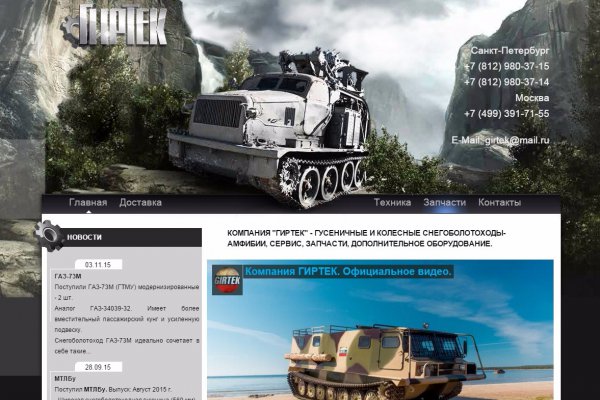 ГИРТЕК
Санкт-Петербург
+7 (812) 980-37-15
+7 (812) 980-37-14
Москва
+7 (499) 391-71-55
E-Mail: girtek@mail.ru
Главная Доставка Техника Запчасти Контакты
НОВОСТИ
03.11.15
ГАЗ-73М
Поступили ГАЗ-73М (ГТМУ) модернизированные
- 2 шт.
Аналог ГАЗ-34039-32. Имеет более
вместительный пассажирский кунг и усиленную
подвеску.
Снегоболотоход ГАЗ-73М идеально сочетает в
себе такие...
28.09.15
МТЛБу
Поступил МТЛБу. Выпуск: Август 2015 г.
КОМПАНИЯ "ГИРТЕК" - ГУСЕНИЧНЫЕ И КОЛЕСНЫЕ СНЕГОБОЛОТОХОДЫ-
АМФИБИИ, СЕРВИС, ЗАПЧАСТИ, ДОПОЛНИТЕЛЬНОЕ ОБОРУДОВАНИЕ.
GIRTEK
Компания ГИРТЕК. Официальное видео.